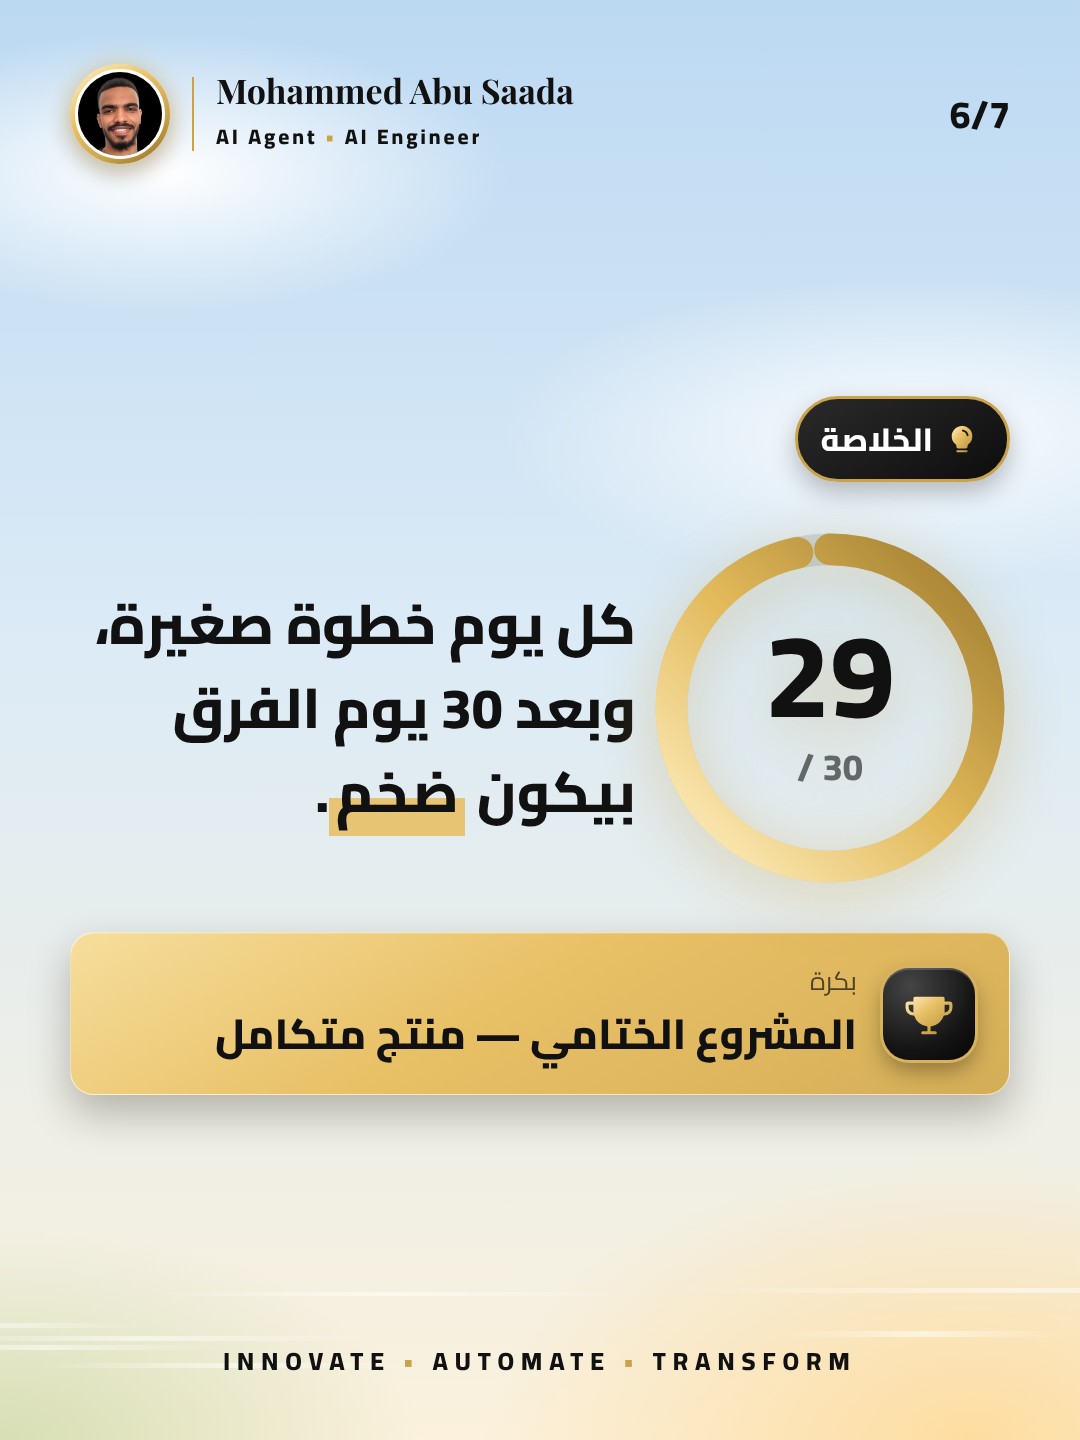 Mohammed Abu Saada
AI Agent ▪ AI Engineer
6/7
الخلاصة
29
/ 30
كل يوم خطوة صغيرة،
وبعد 30 يوم الفرق
بيكون ضخم.
بكرة
المشروع الختامي — منتج متكامل
INNOVATE ▪ AUTOMATE ▪ TRANSFORM